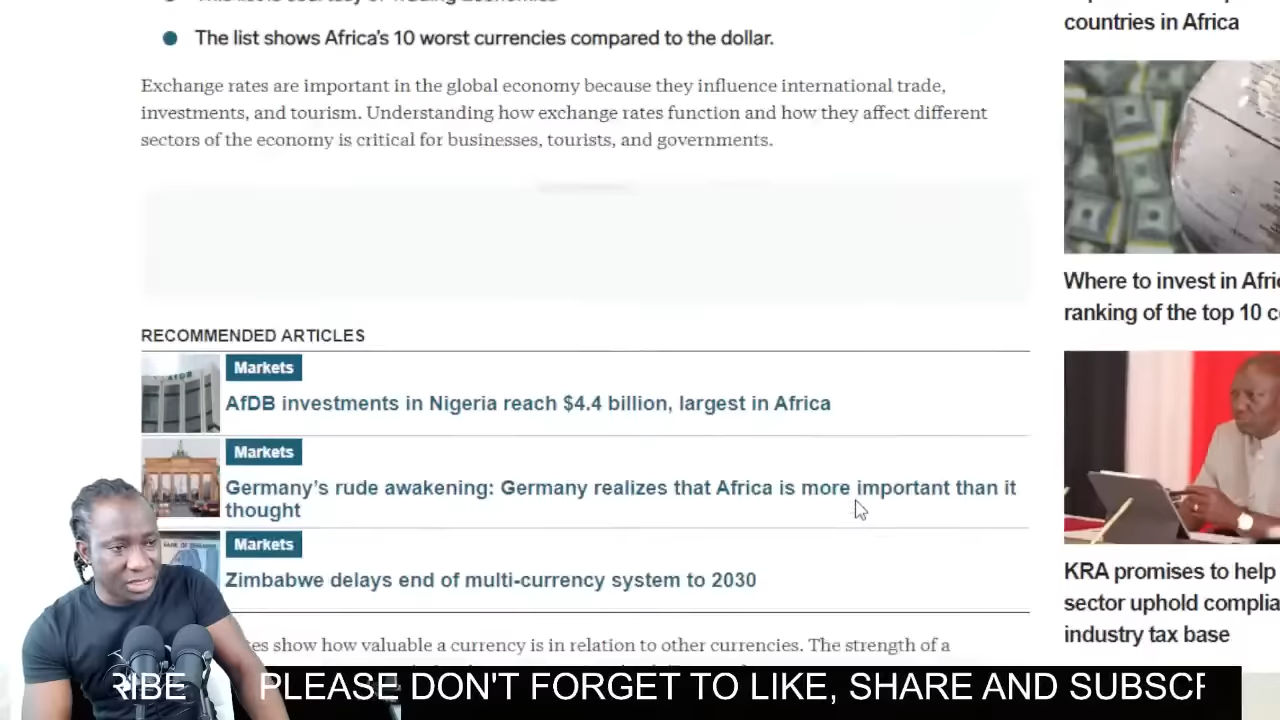 The list shows Africa's 10 worst currencies compared to the dollar.
Exchange rates are important in the global economy because they influence international trade,
investments, and tourism. Understanding how exchange rates function and how they affect different
sectors of the economy is critical for businesses, tourists, and governments.
RECOMMENDED ARTICLES
Markets
AfDB investments in Nigeria reach $4.4 billion, largest in Africa
Markets
Germany's rude awakening: Germany realizes that Africa is more important than it
thought
Markets
Zimbabwe delays end of multi-currency system to 2030
show how valuable a currency is in relation to other currencies. The strength of a
countries in Africa
Where to invest in
ranking of the top 10
KRA promises to help
sector uphold
industry tax base
PLEASE DON'T FORGET TO LIKE, SHARE AND